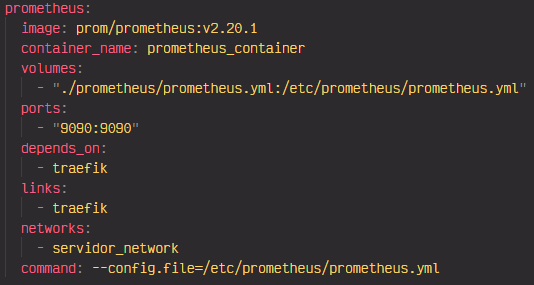 prometheus:
  image: prom/prometheus:v2.20.1
  container_name: prometheus_container
  volumes:
    - "./prometheus/prometheus.yml:/etc/prometheus/prometheus.yml"
  ports:
    - "9090:9090"
  depends_on:
    - traefik
  links:
    - traefik
  networks:
    - servidor_network
  command: --config.file=/etc/prometheus/prometheus.yml